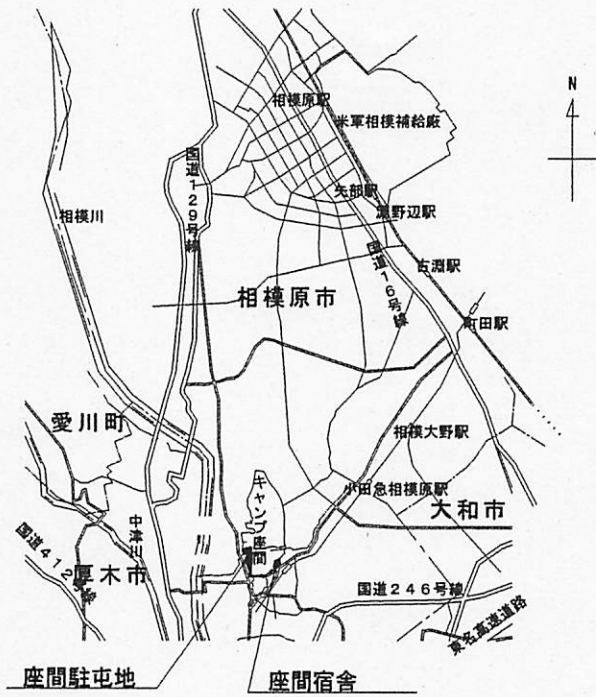 N
相模原駅
米軍相模補給廠
国道129号線
矢部駅
相模川
淵野辺駅
国道16号線
古淵駅
相模原市
町田駅
愛川町
相模大野駅
小田急相模原駅
キャンプ座間
大和市
中津川
国道412号線
厚木市
国道246号線
東名高速道路
座間駐屯地
座間宿舎